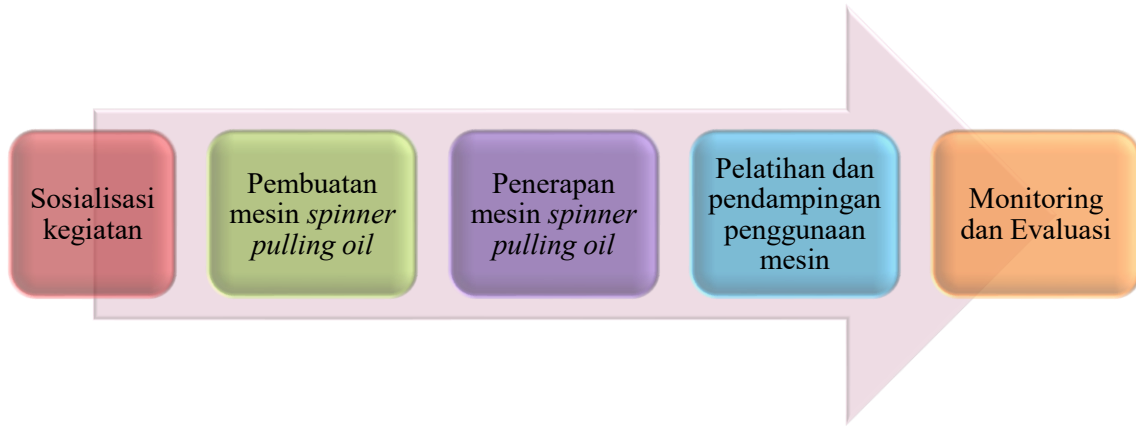 Sosialisasi
kegiatan
Pembuatan
mesin spinner
pulling oil
Penerapan
mesin spinner
pulling oil
Pelatihan dan
pendampingan
penggunaan
mesin
Monitoring
dan Evaluasi